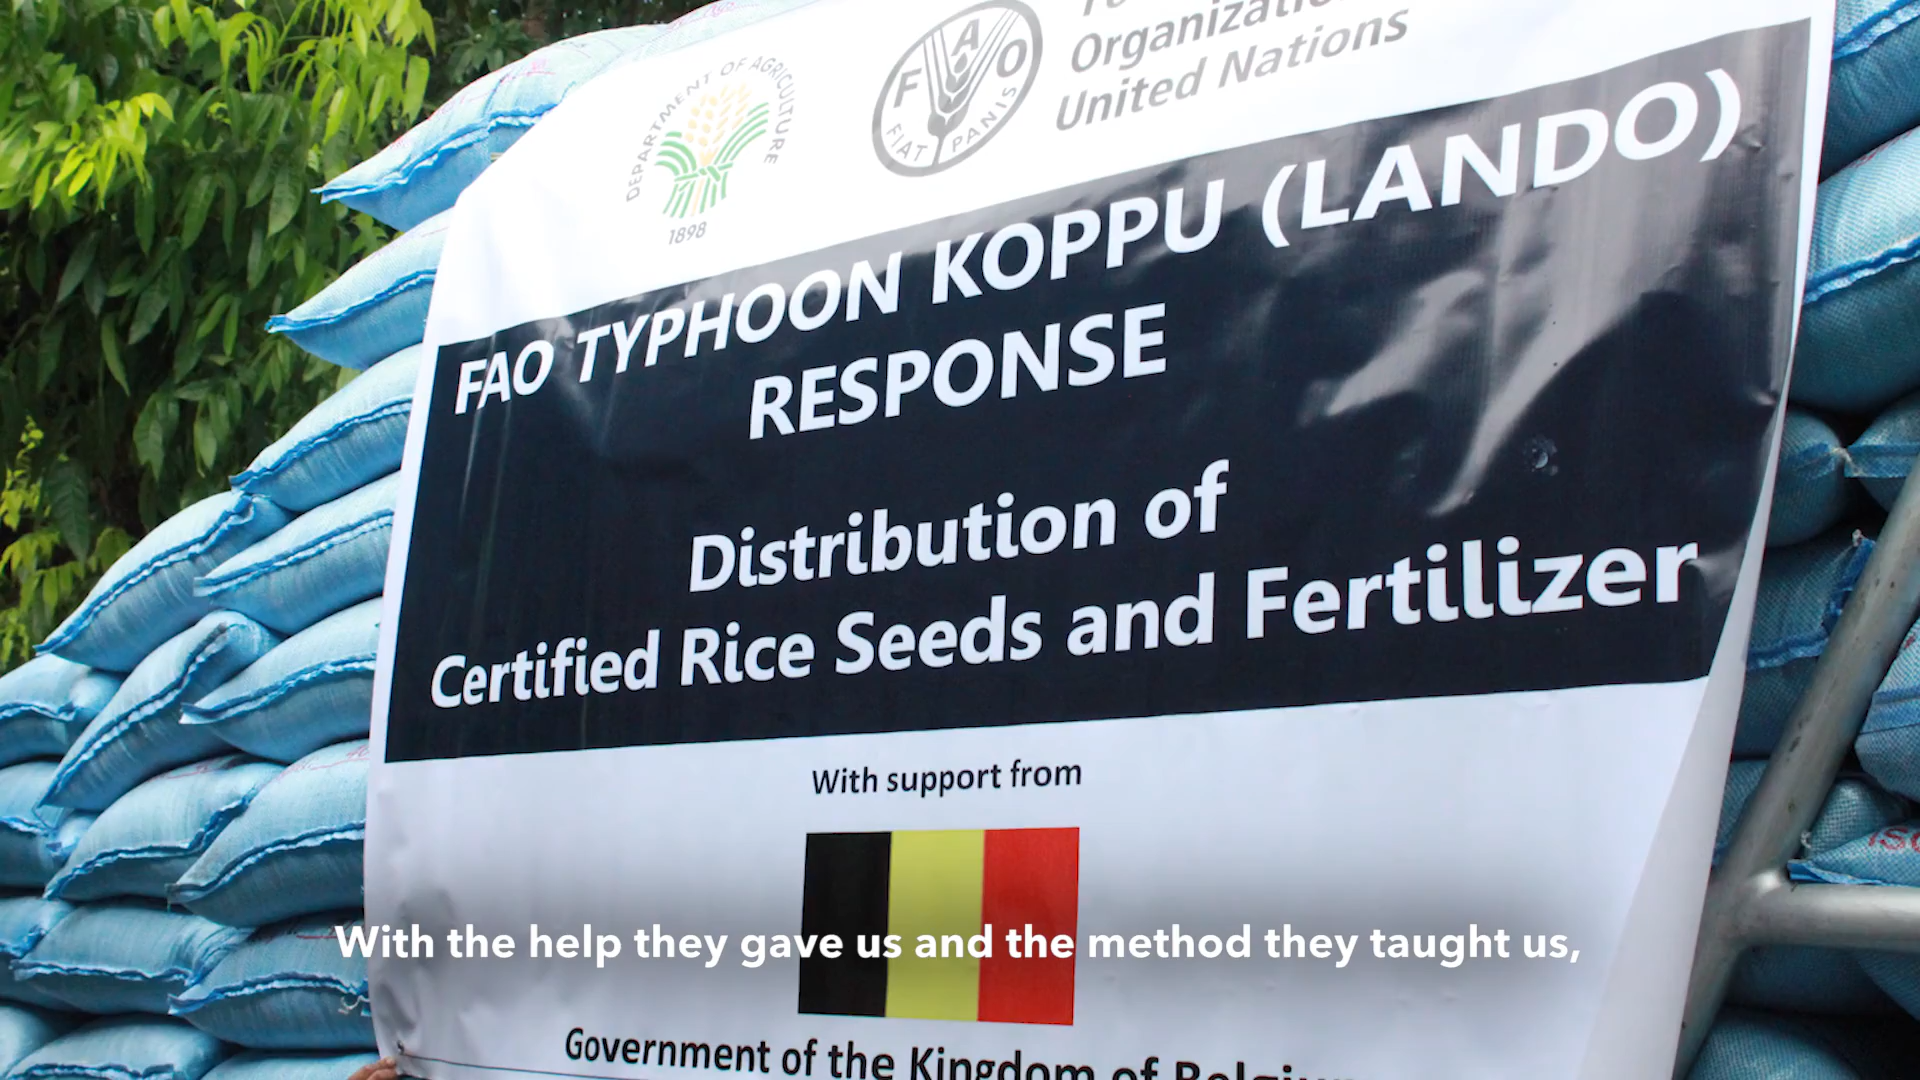 DEPARTMENT OF AGRICULTURE
1898
F A O
FIAT PANIS
Organization
United Nations
FAO TYPHOON KOPPU (LANDO)
RESPONSE
Distribution of
Certified Rice Seeds and Fertilizer
With support from
With the help they gave us and the method they taught us,
Government of the Kingdom of Belgium